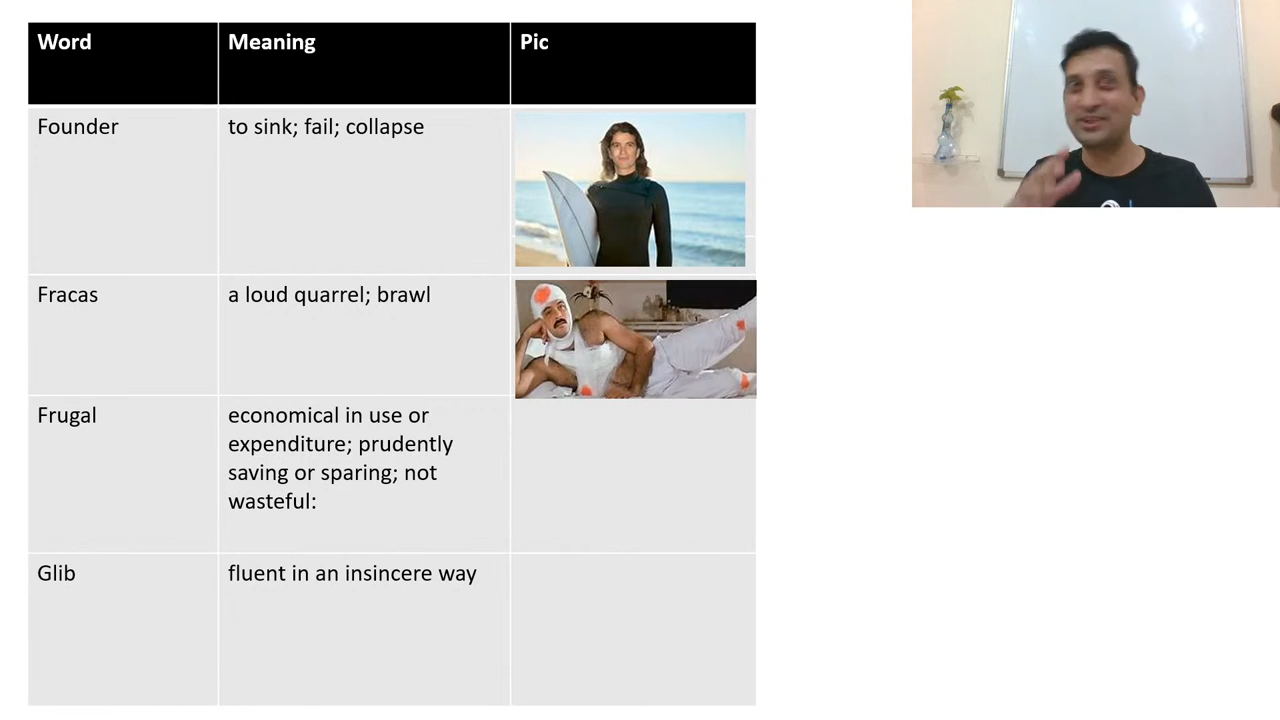 Word Meaning Pic
Founder to sink; fail; collapse
Fracas a loud quarrel; brawl
Frugal economical in use or
expenditure; prudently
saving or sparing; not
wasteful:
Glib fluent in an insincere way